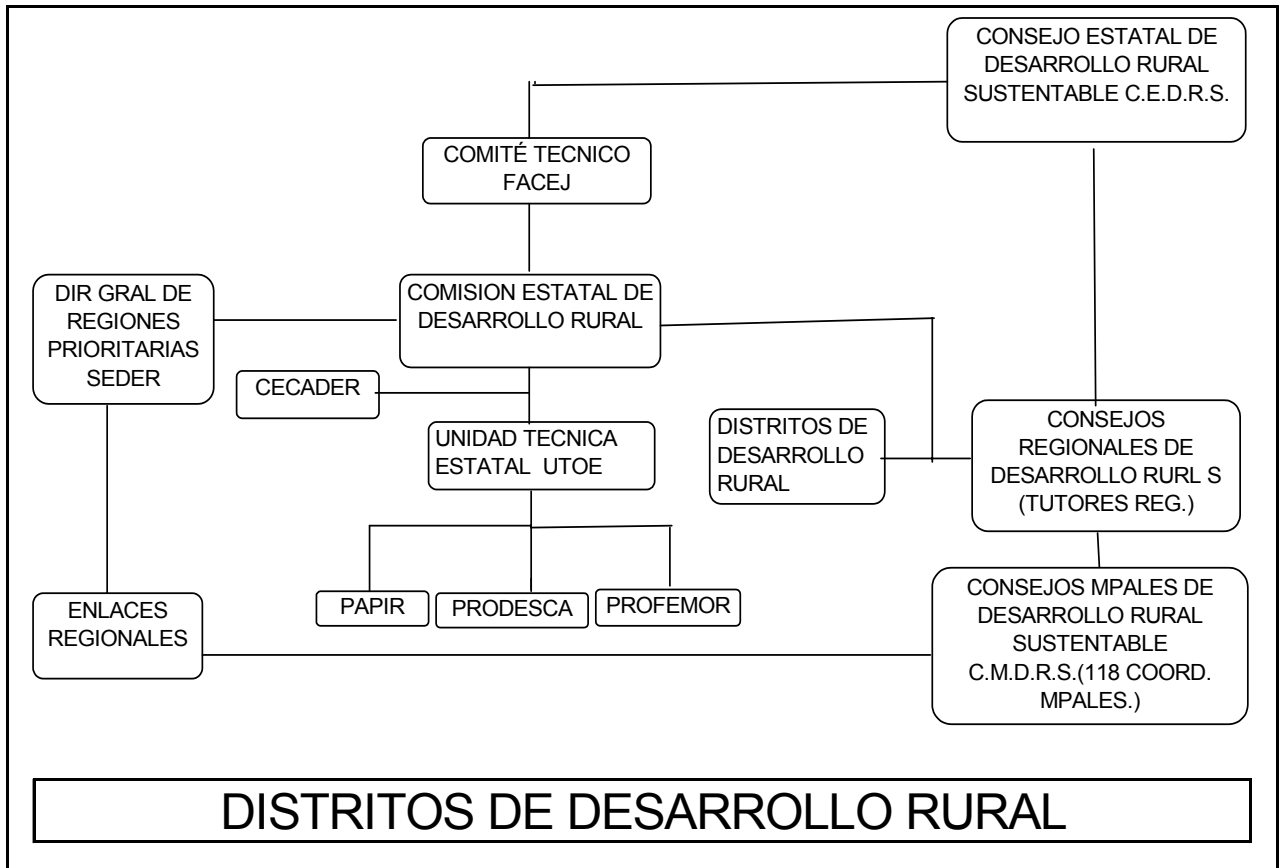 CONSEJO ESTATAL DE
DESARROLLO RURAL
SUSTENTABLE C.E.D.R.S.
COMITÉ TECNICO
FACEJ
DIR GRAL DE
REGIONES
PRIORITARIAS
SEDER
COMISION ESTATAL DE
DESARROLLO RURAL
CECADER
UNIDAD TECNICA
ESTATAL UTOE
DISTRITOS DE
DESARROLLO
RURAL
CONSEJOS
REGIONALES DE
DESARROLLO RURL S
(TUTORES REG.)
PAPIR
PRODESCA
PROFEMOR
ENLACES
REGIONALES
CONSEJOS MPALES DE
DESARROLLO RURAL
SUSTENTABLE
C.M.D.R.S.(118 COORD.
MPALES.)
DISTRITOS DE DESARROLLO RURAL